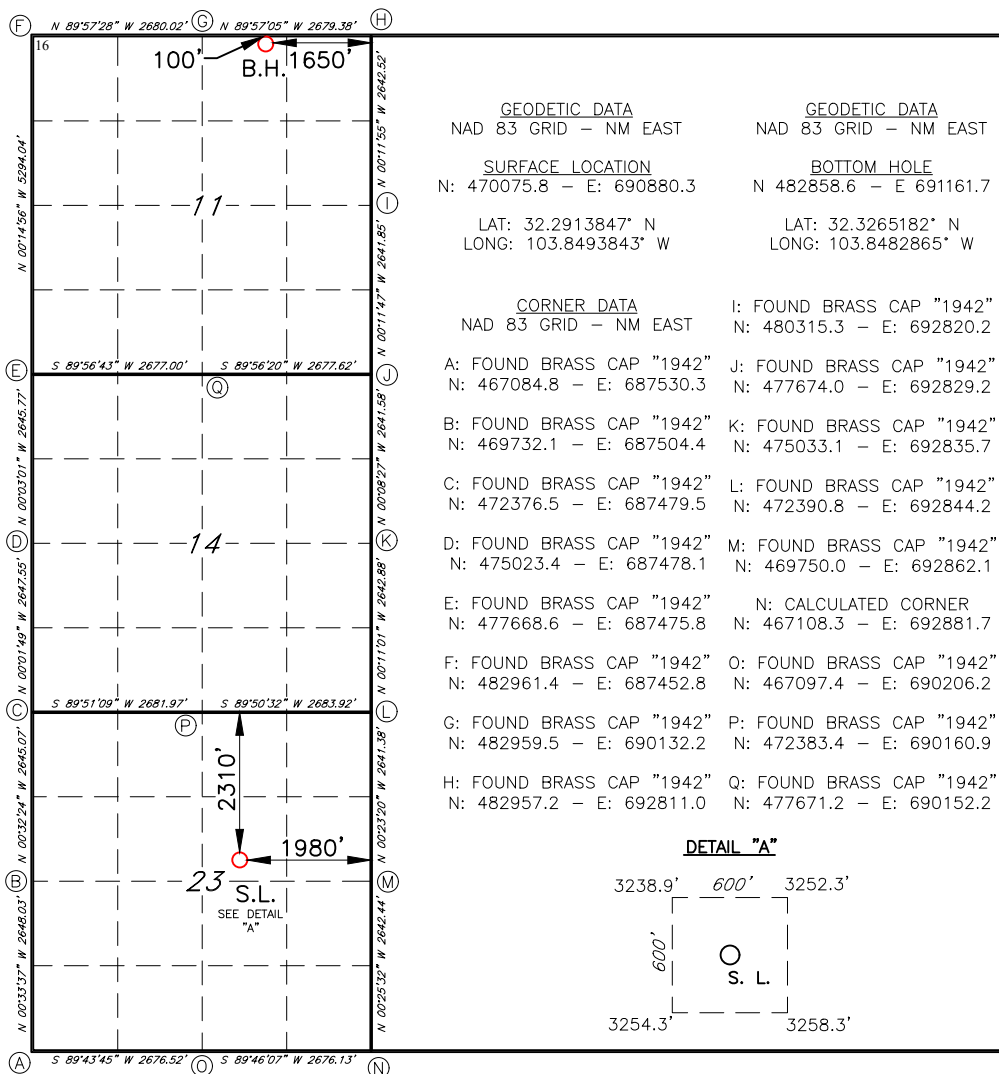 F N 89°57'28" W 2680.02' G N 89°57'05" W 2679.38' H
16
100'
B.H.
1650'
N 00°14'56" W 5294.04'
N 00°11'55" W 2642.52'
11
I
N 00°11'47" W 2641.85'
E S 89°56'43" W 2677.00' S 89°56'20" W 2677.62' J
Q
N 00°03'01" W 2645.77'
N 00°08'27" W 2641.58'
D
14
K
N 00°01'49" W 2647.55'
N 00°11'01" W 2642.88'
C S 89°51'09" W 2681.97' S 89°50'32" W 2683.92' L
P
N 00°32'24" W 2645.07'
2310'
N 00°23'20" W 2641.38'
1980'
B
23
M
S.L.
SEE DETAIL
"A"
N 00°33'37" W 2648.03'
N 00°25'32" W 2642.44'
A S 89°43'45" W 2676.52' O S 89°46'07" W 2676.13' N
GEODETIC DATA
NAD 83 GRID – NM EAST
SURFACE LOCATION
N: 470075.8 – E: 690880.3
LAT: 32.2913847° N
LONG: 103.8493843° W
GEODETIC DATA
NAD 83 GRID – NM EAST
BOTTOM HOLE
N 482858.6 – E 691161.7
LAT: 32.3265182° N
LONG: 103.8482865° W
CORNER DATA
NAD 83 GRID – NM EAST
A: FOUND BRASS CAP "1942"
N: 467084.8 – E: 687530.3
B: FOUND BRASS CAP "1942"
N: 469732.1 – E: 687504.4
C: FOUND BRASS CAP "1942"
N: 472376.5 – E: 687479.5
D: FOUND BRASS CAP "1942"
N: 475023.4 – E: 687478.1
E: FOUND BRASS CAP "1942"
N: 477668.6 – E: 687475.8
F: FOUND BRASS CAP "1942"
N: 482961.4 – E: 687452.8
G: FOUND BRASS CAP "1942"
N: 482959.5 – E: 690132.2
H: FOUND BRASS CAP "1942"
N: 482957.2 – E: 692811.0
I: FOUND BRASS CAP "1942"
N: 480315.3 – E: 692820.2
J: FOUND BRASS CAP "1942"
N: 477674.0 – E: 692829.2
K: FOUND BRASS CAP "1942"
N: 475033.1 – E: 692835.7
L: FOUND BRASS CAP "1942"
N: 472390.8 – E: 692844.2
M: FOUND BRASS CAP "1942"
N: 469750.0 – E: 692862.1
N: CALCULATED CORNER
N: 467108.3 – E: 692881.7
O: FOUND BRASS CAP "1942"
N: 467097.4 – E: 690206.2
P: FOUND BRASS CAP "1942"
N: 472383.4 – E: 690160.9
Q: FOUND BRASS CAP "1942"
N: 477671.2 – E: 690152.2
DETAIL "A"
3238.9' 600' 3252.3'
600'
S. L.
3254.3' 3258.3'